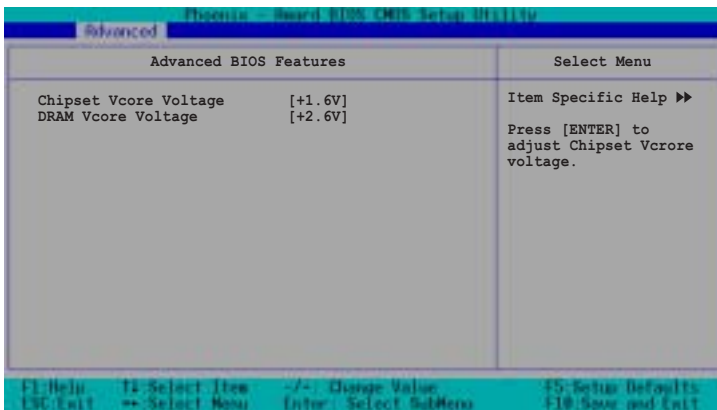 Phoenix - Award BIOS CMOS Setup Utility
Advanced
Advanced BIOS Features
Select Menu
Chipset Vcore Voltage [+1.6V]
DRAM Vcore Voltage [+2.6V]
Item Specific Help
Press [ENTER] to
adjust Chipset Vcrore
voltage.
F1:Help ↑↓ Select Item -/+ Change Value F5:Setup Defaults
ESC:Exit ↔ Select Menu Enter: Select SubMenu F10:Save and Exit